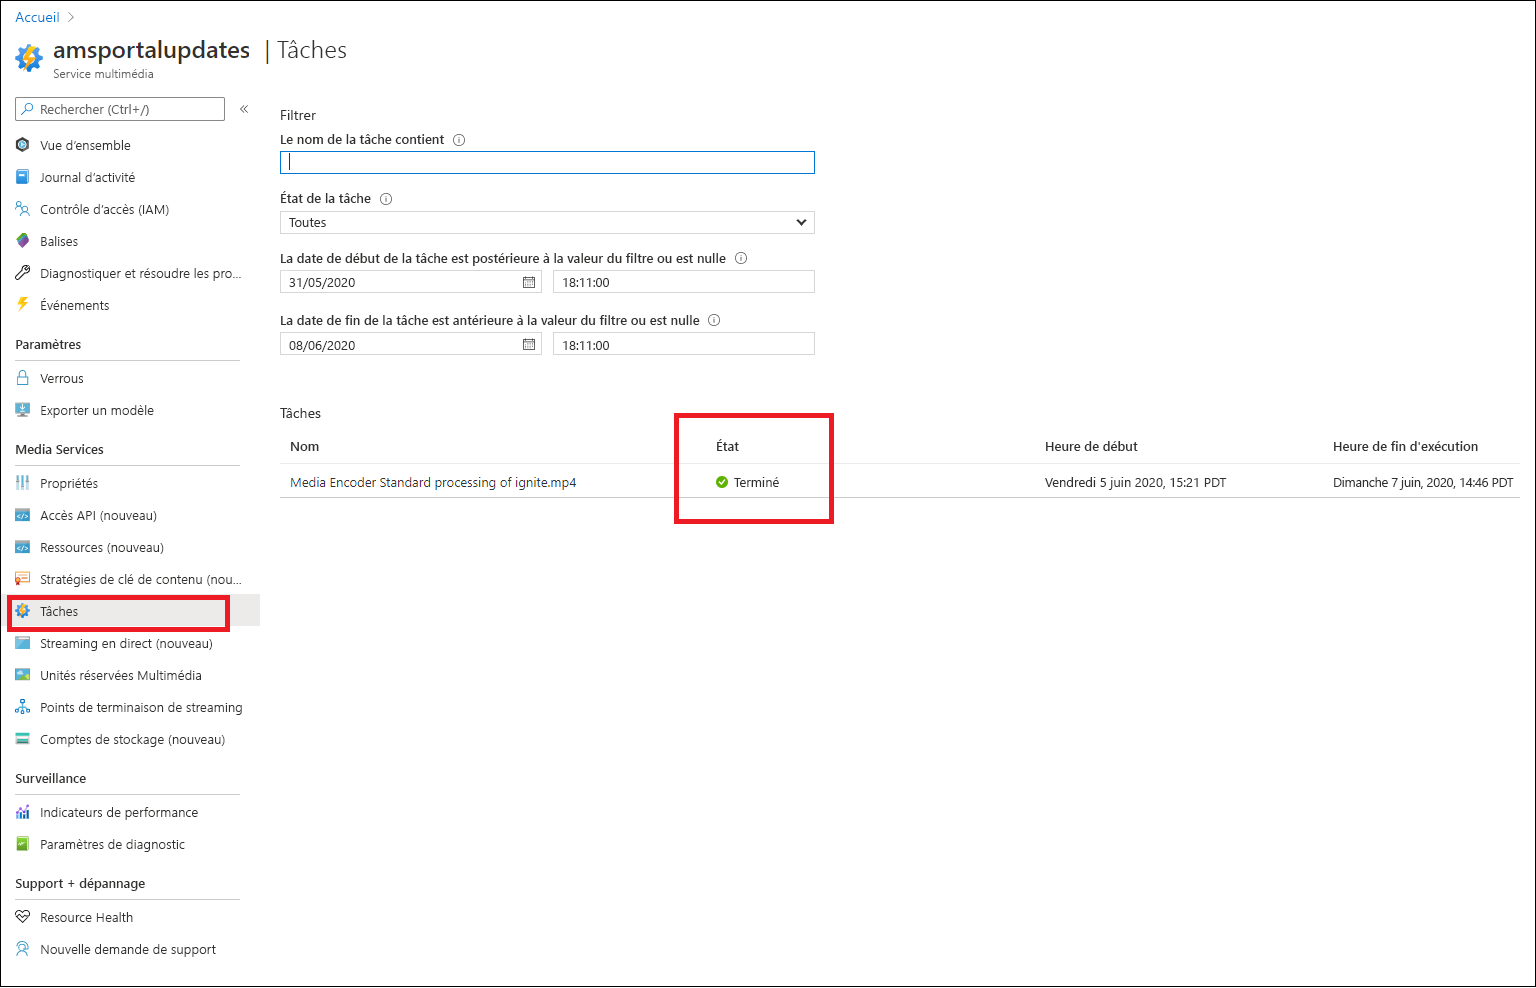 Accueil
amsportalupdates | Tâches
Service multimédia
Rechercher (Ctrl+/)
Vue d’ensemble
Journal d’activité
Contrôle d’accès (IAM)
Balises
Diagnostiquer et résoudre les pro...
Événements
Paramètres
Verrous
Exporter un modèle
Media Services
Propriétés
Accès API (nouveau)
Ressources (nouveau)
Stratégies de clé de contenu (nou...
Tâches
Streaming en direct (nouveau)
Unités réservées Multimédia
Points de terminaison de streaming
Comptes de stockage (nouveau)
Surveillance
Indicateurs de performance
Paramètres de diagnostic
Support + dépannage
Resource Health
Nouvelle demande de support
Filtrer
Le nom de la tâche contient
État de la tâche
Toutes
La date de début de la tâche est postérieure à la valeur du filtre ou est nulle
31/05/2020 18:11:00
La date de fin de la tâche est antérieure à la valeur du filtre ou est nulle
08/06/2020 18:11:00
Tâches
Nom État Heure de début Heure de fin d'exécution
Media Encoder Standard processing of ignite.mp4 Terminé Vendredi 5 juin 2020, 15:21 PDT Dimanche 7 juin, 2020, 14:46 PDT